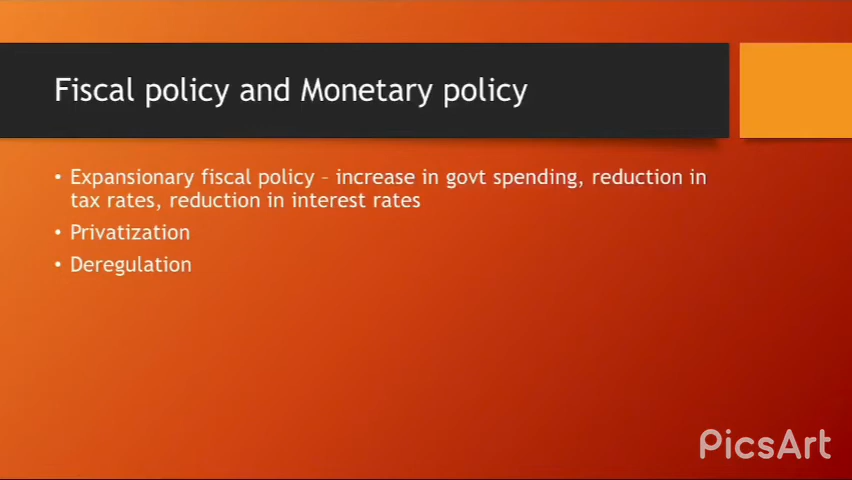 Fiscal policy and Monetary policy
• Expansionary fiscal policy – increase in govt spending, reduction in
tax rates, reduction in interest rates
• Privatization
• Deregulation
PicsArt